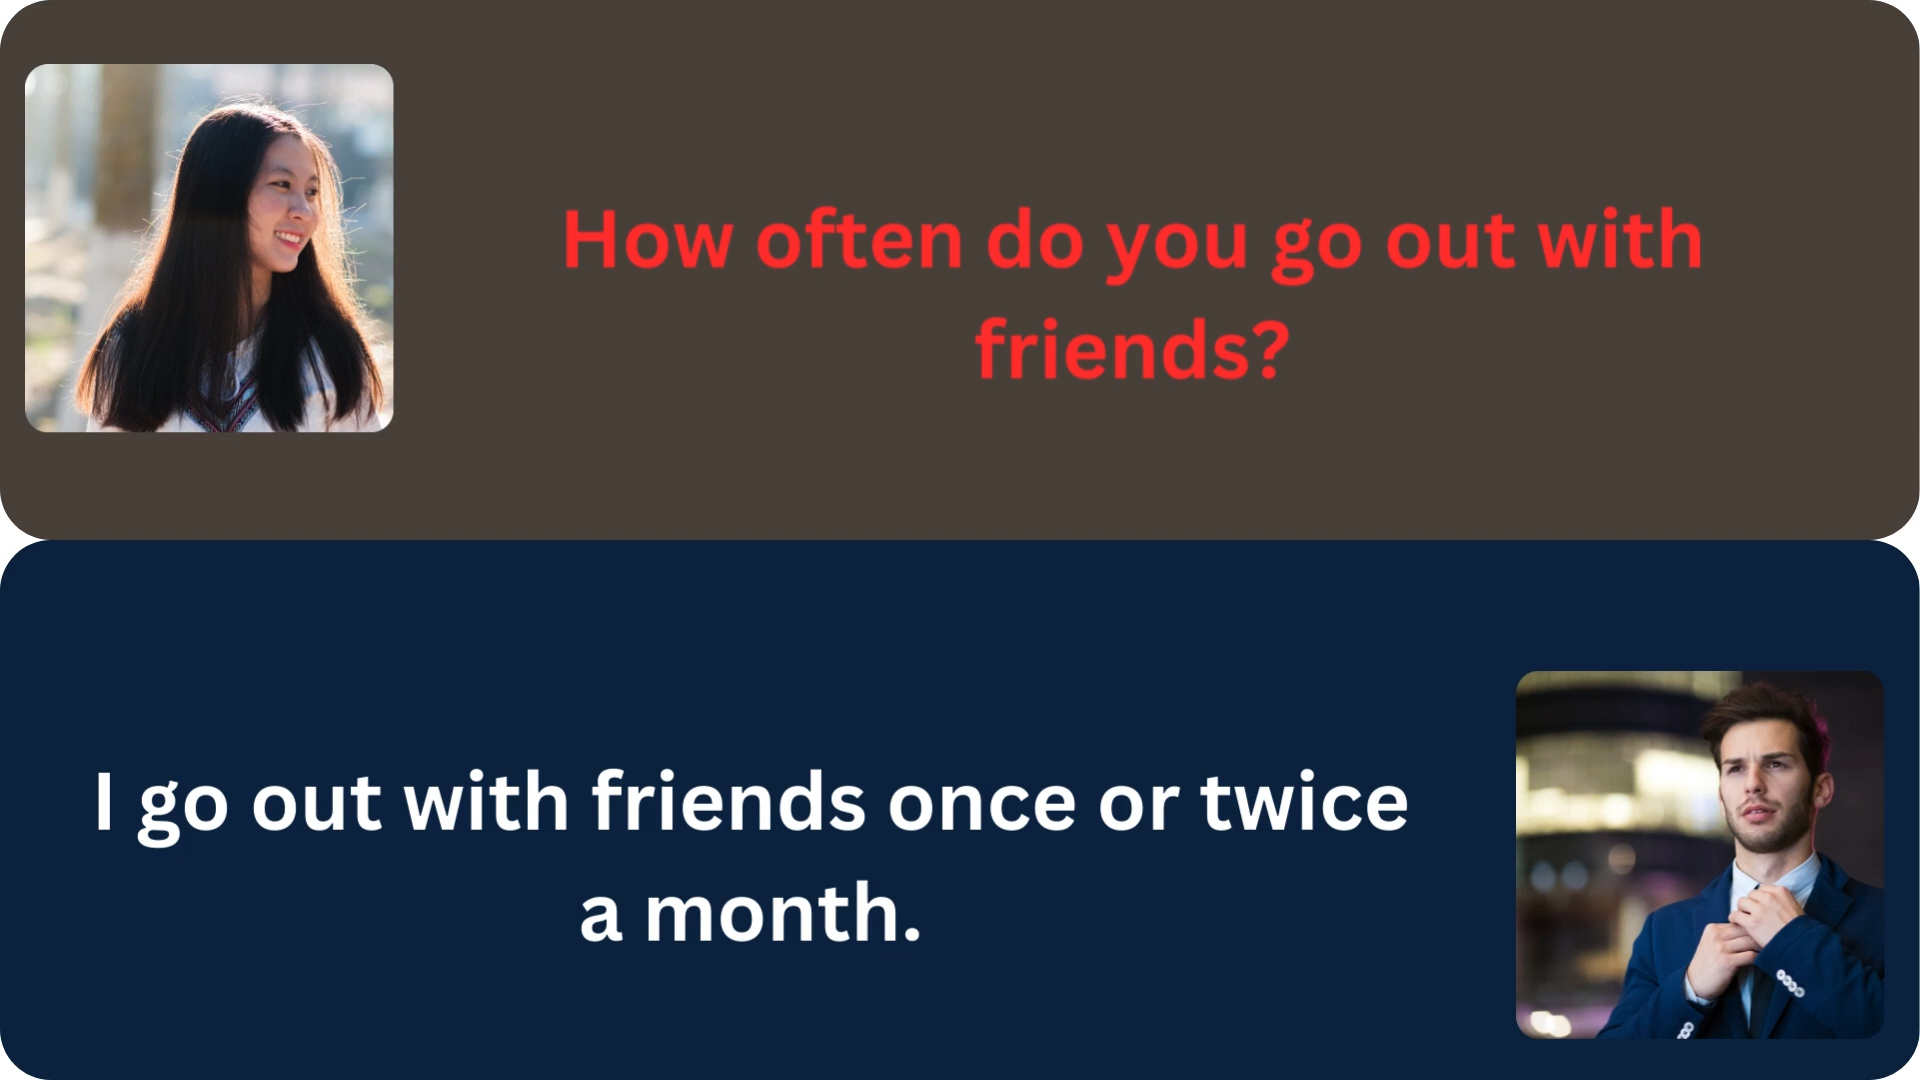 How often do you go out with
friends?
I go out with friends once or twice
a month.